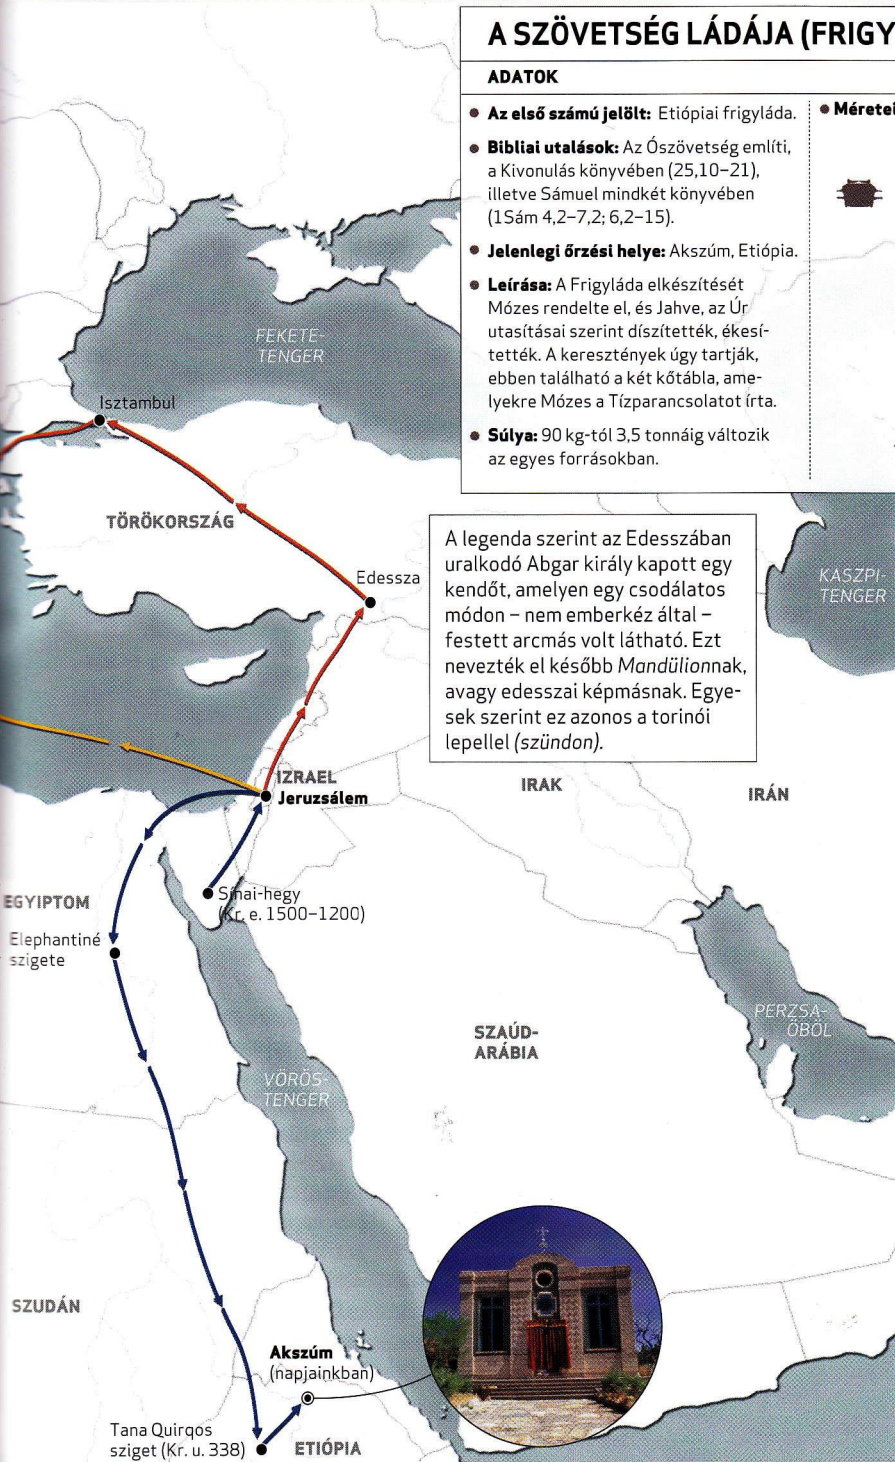 A SZÖVETSÉG LÁDÁJA (FRIGY
ADATOK
Az első számú jelölt: Etiópiai frigyláda.
Bibliai utalások: Az Ószövetség említi,
a Kivonulás könyvében (25,10–21),
illetve Sámuel mindkét könyvében
(1Sám 4,2–7,2; 6,2–15).
Jelenlegi őrzési helye: Akszúm, Etiópia.
Leírása: A Frigyláda elkészítését
Mózes rendelte el, és Jahve, az Úr
utasításai szerint díszítették, ékesí-
tették. A keresztények úgy tartják,
ebben található a két kőtábla, ame-
lyekre Mózes a Tízparancsolatot írta.
Súlya: 90 kg-tól 3,5 tonnáig változik
az egyes forrásokban.
Méretei
FEKETE-
TENGER
Isztambul
TÖRÖKORSZÁG
Edessza
A legenda szerint az Edesszában
uralkodó Abgar király kapott egy
kendőt, amelyen egy csodálatos
módon – nem emberkéz által –
festett arcmás volt látható. Ezt
nevezték el később Mandülionnak,
avagy edesszai képmásnak. Egye-
sek szerint ez azonos a torinói
lepellel (szündon).
KASZPI-
TENGER
IZRAEL
Jeruzsálem
IRAK
IRÁN
Sínai-hegy
(Kr. e. 1500–1200)
EGYIPTOM
Elephantiné
szigete
PERZSA-
ÖBÖL
SZAÚD-
ARÁBIA
VÖRÖS-
TENGER
SZUDÁN
Akszúm
(napjainkban)
Tana Quirqos
sziget (Kr. u. 338)
ETIÓPIA